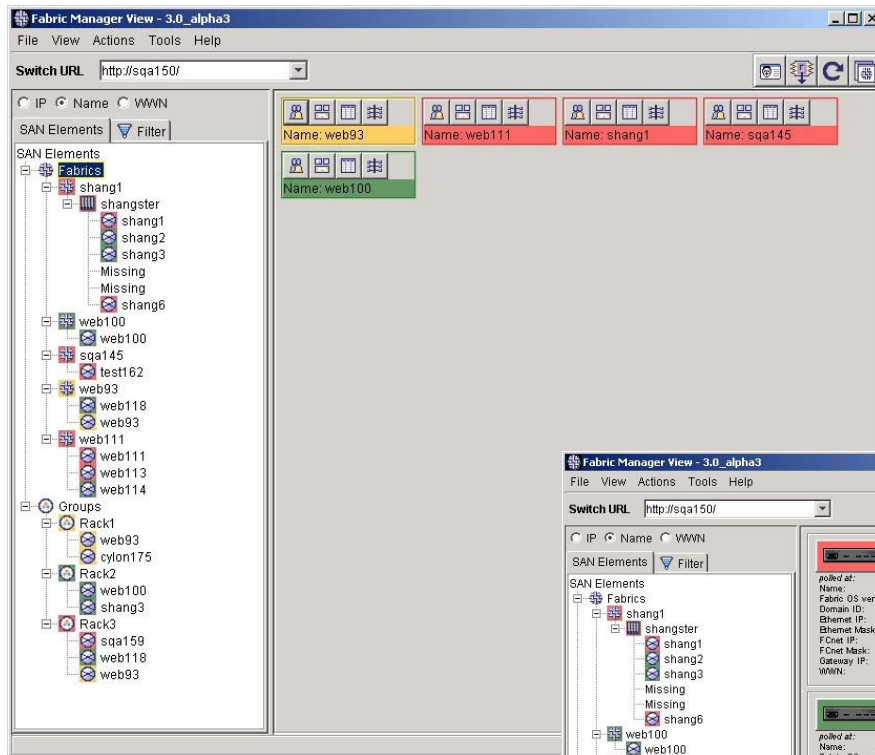 Fabric Manager View - 3.0_alpha3
File View Actions Tools Help
Switch URL http://sqa150/
IP Name WWN
SAN Elements Filter
SAN Elements
Fabrics
shang1
shangster
shang1
shang2
shang3
Missing
Missing
shang6
web100
web100
sqa145
test162
web93
web118
web93
web111
web111
web113
web114
Groups
Rack1
web93
cylon175
Rack2
web100
shang3
Rack3
sqa159
web118
web93
Name: web93 Name: web111 Name: shang1 Name: sqa145
Name: web100
Fabric Manager View - 3.0_alpha3
File View Actions Tools Help
Switch URL http://sqa150/
IP Name WWN
SAN Elements Filter
SAN Elements
Fabrics
shang1
shangster
shang1
shang2
shang3
Missing
Missing
shang6
web100
web100
polled at:
Name:
Fabric OS ver
Domain ID:
Ethernet IP:
Ethernet Mask
FCnet IP:
FCnet Mask:
Gateway IP:
WWN:
polled at:
Name: